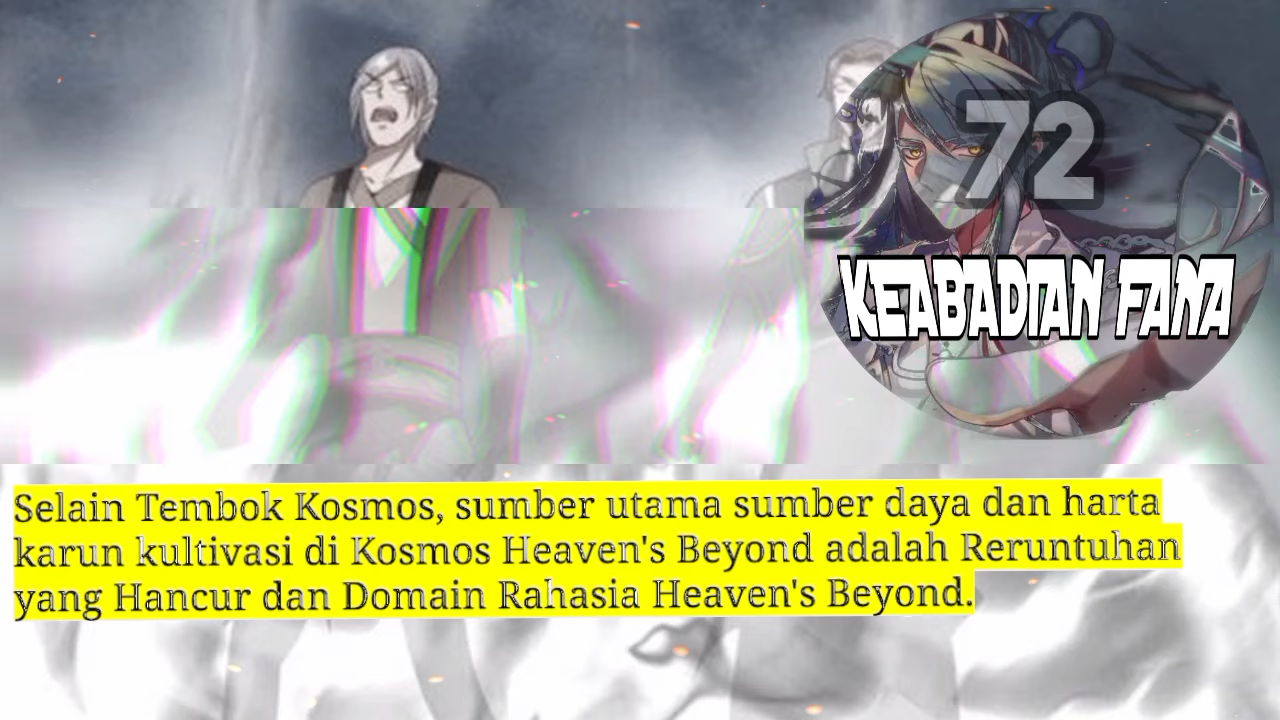 72
KEABADIAN FANA
Selain Tembok Kosmos, sumber utama sumber daya dan harta
karun kultivasi di Kosmos Heaven's Beyond adalah Reruntuhan
yang Hancur dan Domain Rahasia Heaven's Beyond.